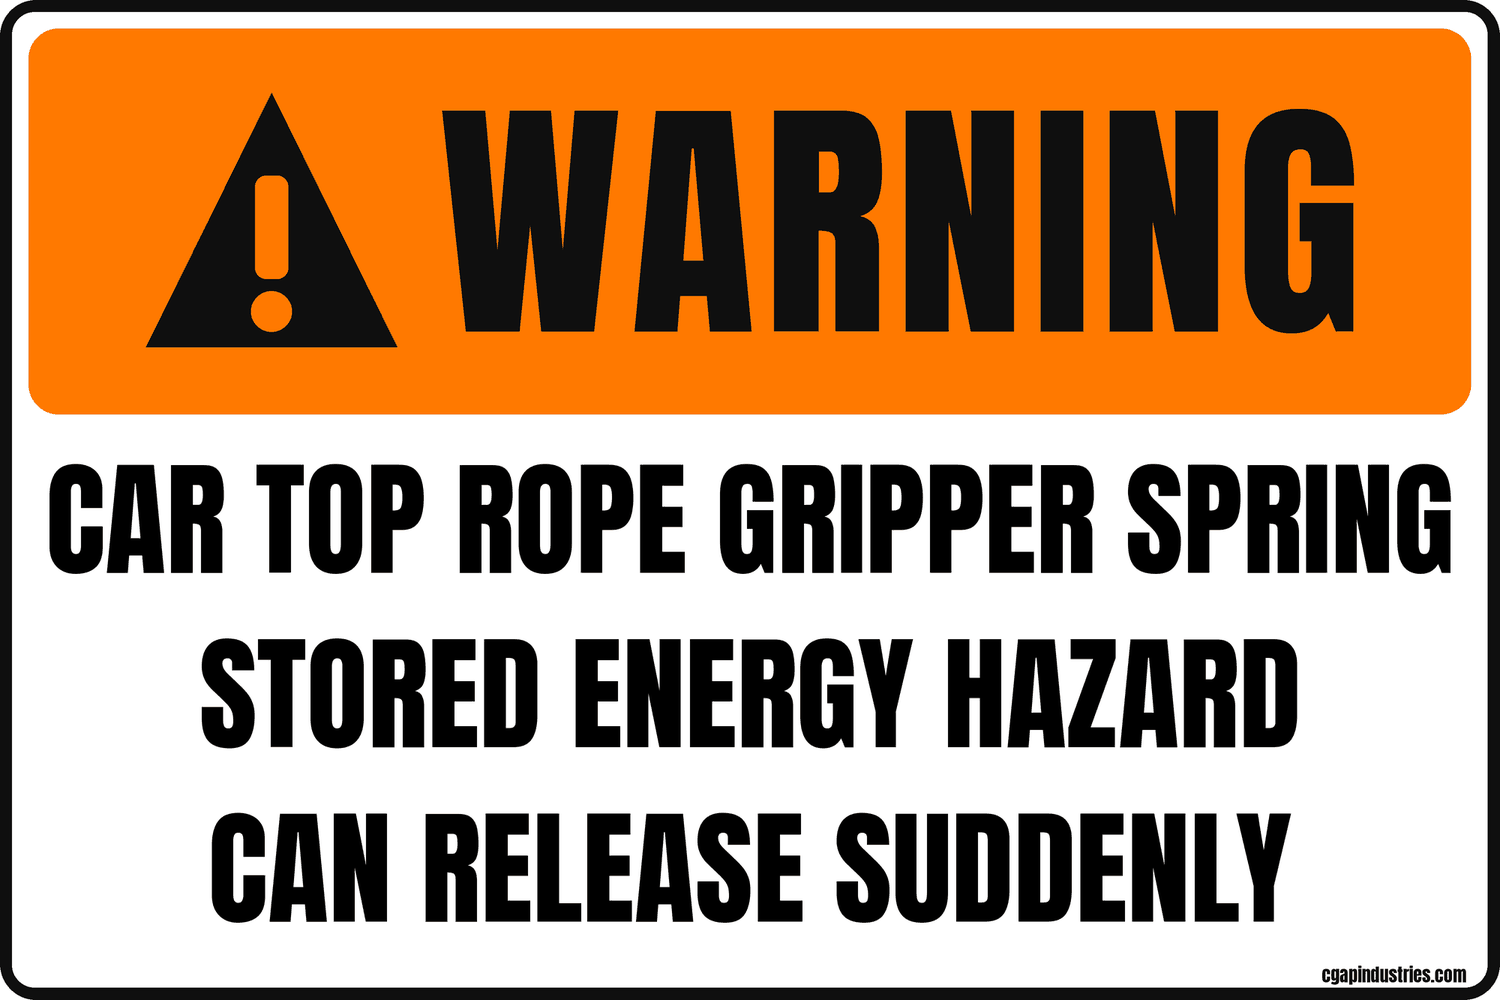 WARNING
CAR TOP ROPE GRIPPER SPRING
STORED ENERGY HAZARD
CAN RELEASE SUDDENLY
cgapindustries.com